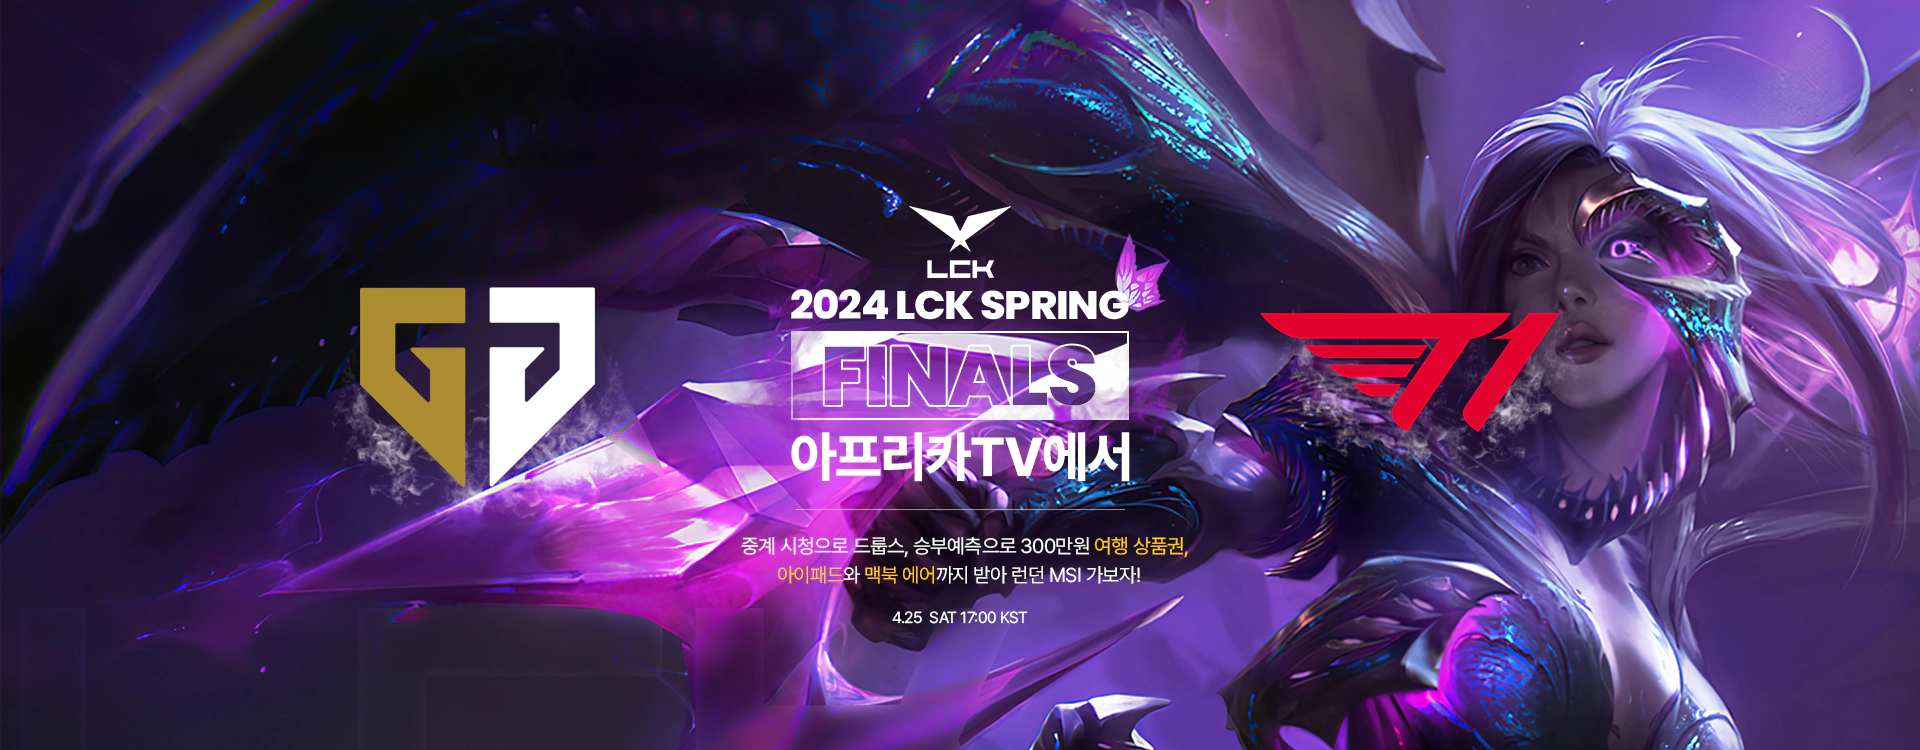 LCK
2024 LCK SPRING
FINALS
아프리카TV에서
T1
중계 시청으로 드롭스, 승부예측으로 300만원 여행 상품권,
아이패드와 맥북 에어까지 받아 런던 MSI 가보자!
4.25 SAT 17:00 KST